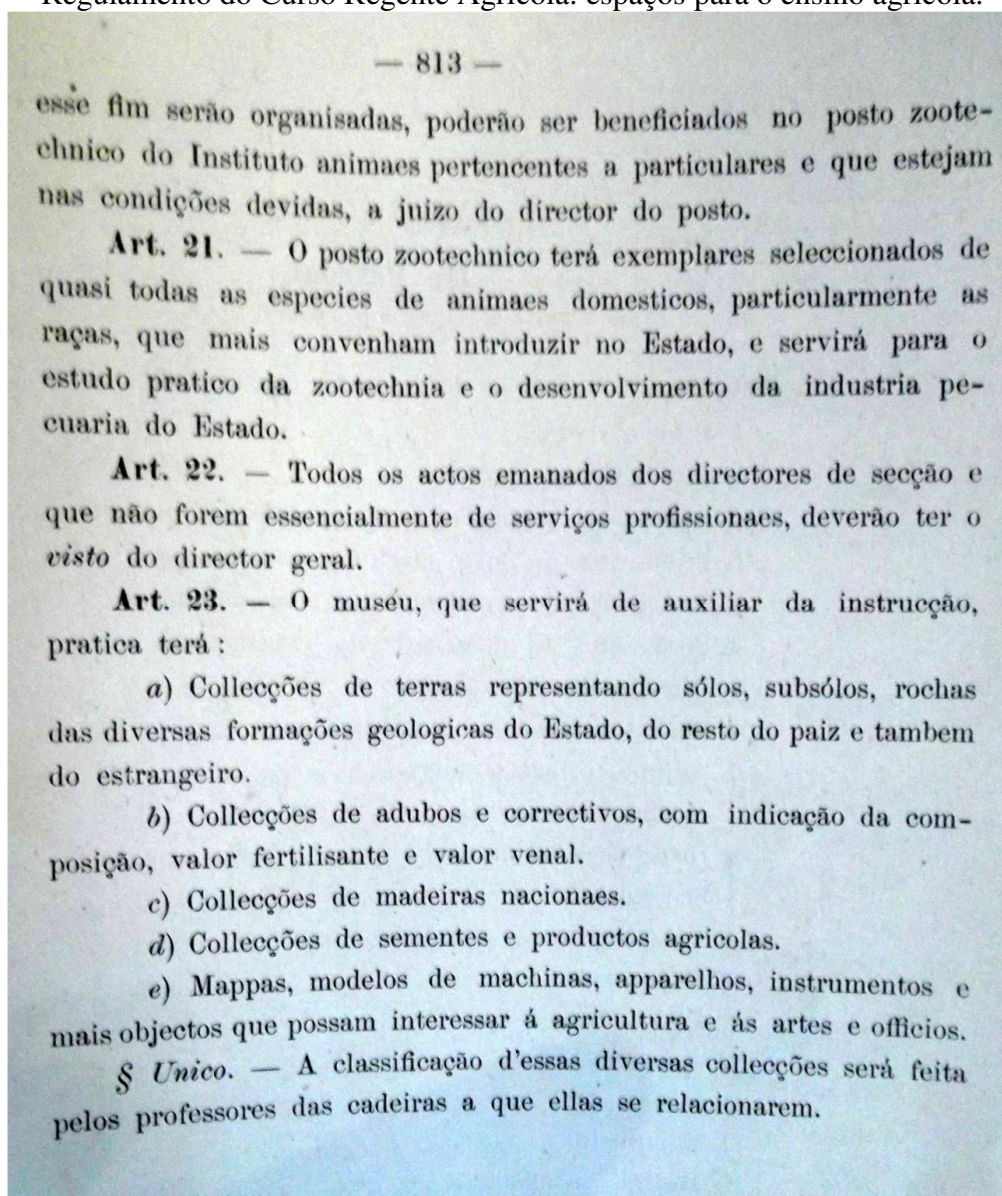 Regulamento do Curso Regente Agrícola: espaços para o ensino agrícola.
— 813 —
esse fim serão organisadas, poderão ser beneficiados no posto zoote-
chnico do Instituto animaes pertencentes a particulares e que estejam
nas condições devidas, a juizo do director do posto.
Art. 21. — O posto zootechnico terá exemplares seleccionados de
quasi todas as especies de animaes domesticos, particularmente as
raças, que mais convenham introduzir no Estado, e servirá para o
estudo pratico da zootechnia e o desenvolvimento da industria pe-
cuaria do Estado.
Art. 22. — Todos os actos emanados dos directores de secção e
que não forem essencialmente de serviços profissionaes, deverão ter o
visto do director geral.
Art. 23. — O muséu, que servirá de auxiliar da instrucção,
pratica terá :
a) Collecções de terras representando sólos, subsólos, rochas
das diversas formações geologicas do Estado, do resto do paiz e tambem
do estrangeiro.
b) Collecções de adubos e correctivos, com indicação da com-
posição, valor fertilisante e valor venal.
c) Collecções de madeiras nacionaes.
d) Collecções de sementes e productos agricolas.
e) Mappas, modelos de machinas, apparelhos, instrumentos e
mais objectos que possam interessar á agricultura e ás artes e officios.
§ Unico. — A classificação d'essas diversas collecções será feita
pelos professores das cadeiras a que ellas se relacionarem.